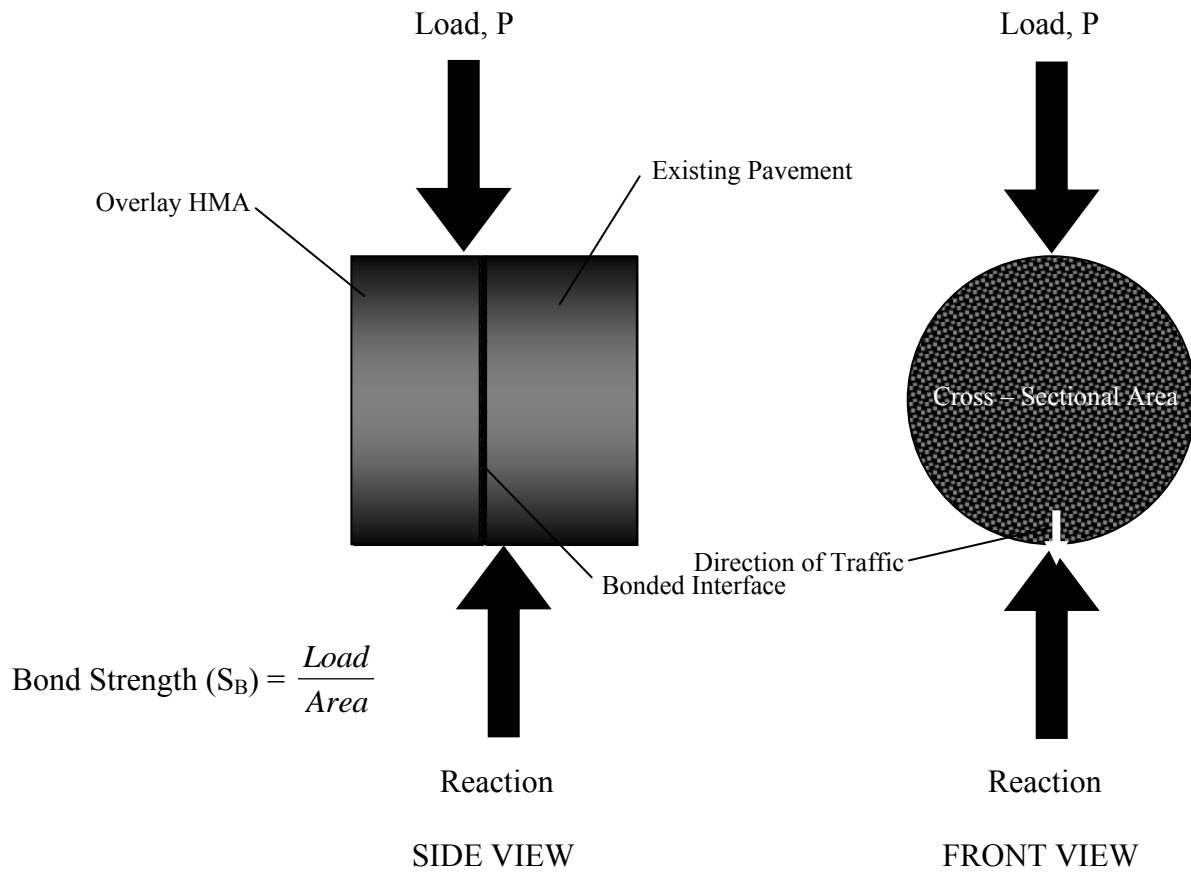 Load, P
Load, P
Existing Pavement
Overlay HMA
Cross – Sectional Area
Direction of Traffic
Bonded Interface
Bond Strength (S_B) = Load / Area
Reaction
Reaction
SIDE VIEW
FRONT VIEW